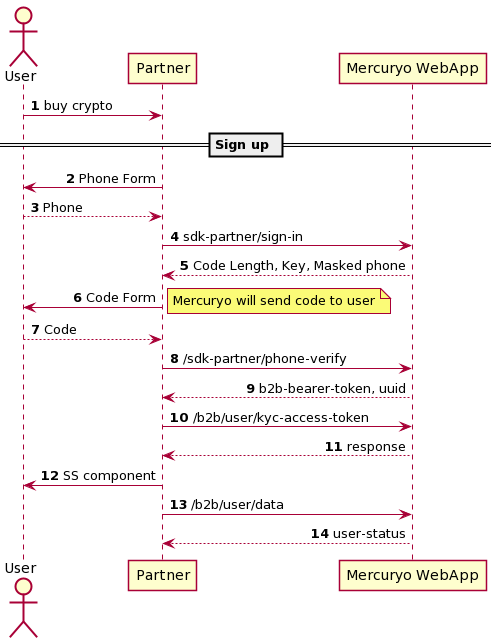 User
Partner
Mercuryo WebApp
1 buy crypto
Sign up
2 Phone Form
3 Phone
4 sdk-partner/sign-in
5 Code Length, Key, Masked phone
6 Code Form
Mercuryo will send code to user
7 Code
8 /sdk-partner/phone-verify
9 b2b-bearer-token, uuid
10 /b2b/user/kyc-access-token
11 response
12 SS component
13 /b2b/user/data
14 user-status
User
Partner
Mercuryo WebApp